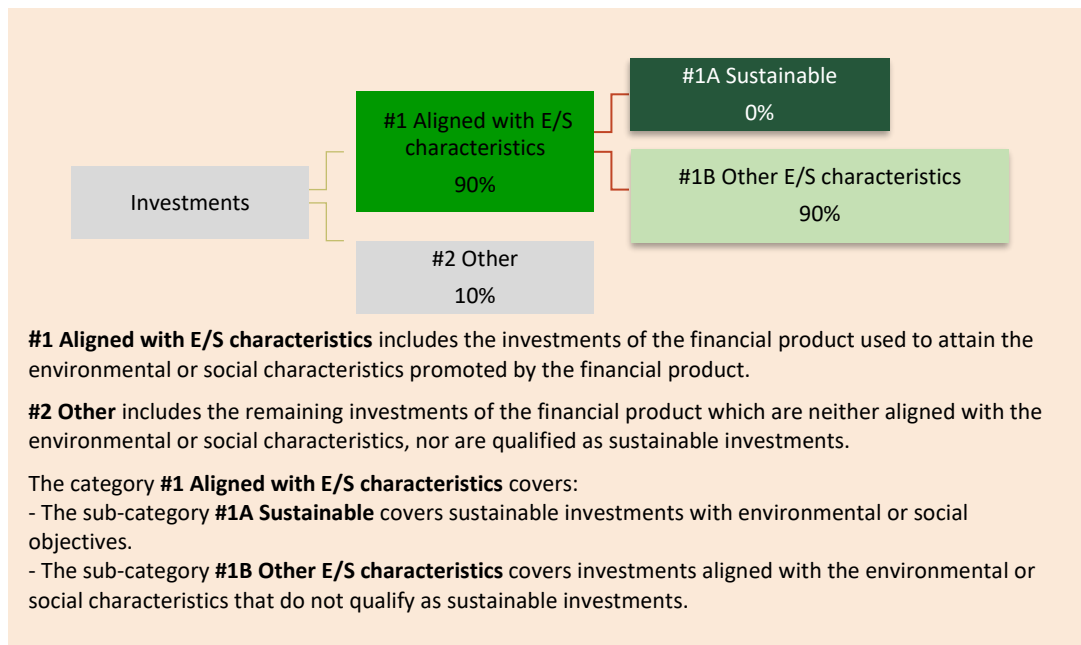 #1A Sustainable
0%
#1 Aligned with E/S
characteristics
90%
#1B Other E/S characteristics
90%
Investments
#2 Other
10%
#1 Aligned with E/S characteristics includes the investments of the financial product used to attain the
environmental or social characteristics promoted by the financial product.
#2 Other includes the remaining investments of the financial product which are neither aligned with the
environmental or social characteristics, nor are qualified as sustainable investments.
The category #1 Aligned with E/S characteristics covers:
- The sub-category #1A Sustainable covers sustainable investments with environmental or social
objectives.
- The sub-category #1B Other E/S characteristics covers investments aligned with the environmental or
social characteristics that do not qualify as sustainable investments.